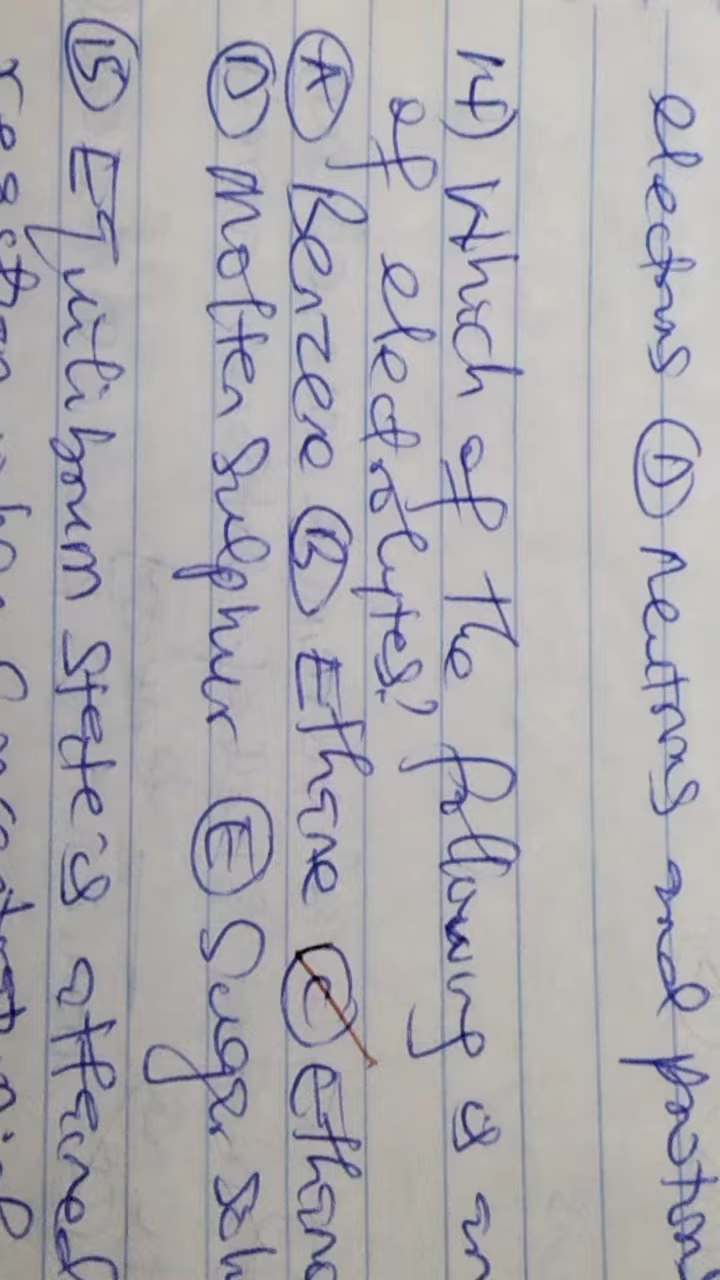 electrons (D) neutrons and proton
14) Which of the following is an
of electrolytes?
(A) Benzene (B) Ethane (C) Ethano
(D) Molten Sulphur (E) Sugar Sol
(15) Equilibrium State is attained